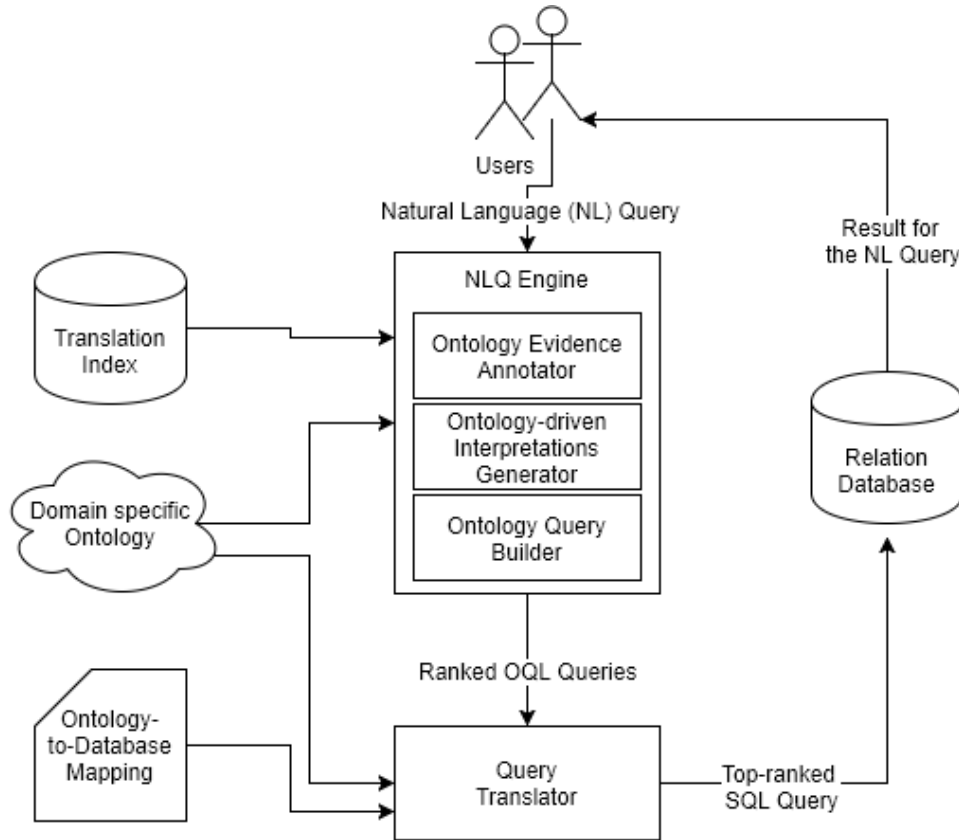 Users
Natural Language (NL) Query
NLQ Engine
Ontology Evidence
Annotator
Ontology-driven
Interpretations
Generator
Ontology Query
Builder
Translation
Index
Domain specific
Ontology
Ontology-
to-Database
Mapping
Ranked OQL Queries
Query
Translator
Top-ranked
SQL Query
Relation
Database
Result for
the NL Query